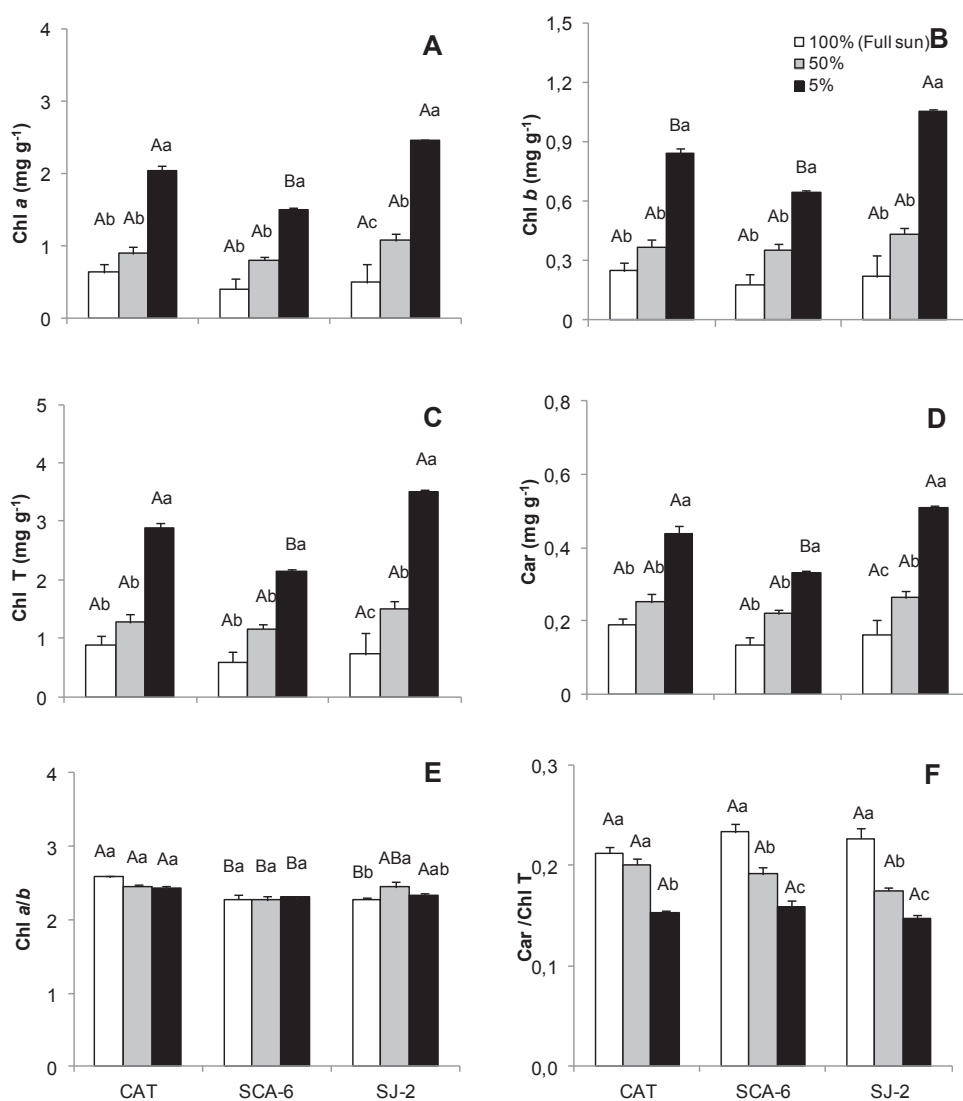 4
3
2
1
0
Chl a (mg g-1)
A
Ab Ab Aa
Ab Ab Ba
Ac Ab Aa
1,5
1,2
0,9
0,6
0,3
0
Chl b (mg g-1)
B
100% (Full sun)
50%
5%
Ab Ab Ba
Ab Ab Ba
Ab Ab Aa
5
4
3
2
1
0
Chl T (mg g-1)
C
Ab Ab Aa
Ab Ab Ba
Ac Ab Aa
0,8
0,6
0,4
0,2
0
Car (mg g-1)
D
Ab Ab Aa
Ab Ab Ba
Ac Ab Aa
4
3
2
1
0
Chl a/b
E
Aa Aa Aa
Ba Ba Ba
Bb ABa Aab
CAT SCA-6 SJ-2
0,3
0,2
0,1
0,0
Car /Chl T
F
Aa Aa Ab
Aa Ab Ac
Aa Ab Ac
CAT SCA-6 SJ-2